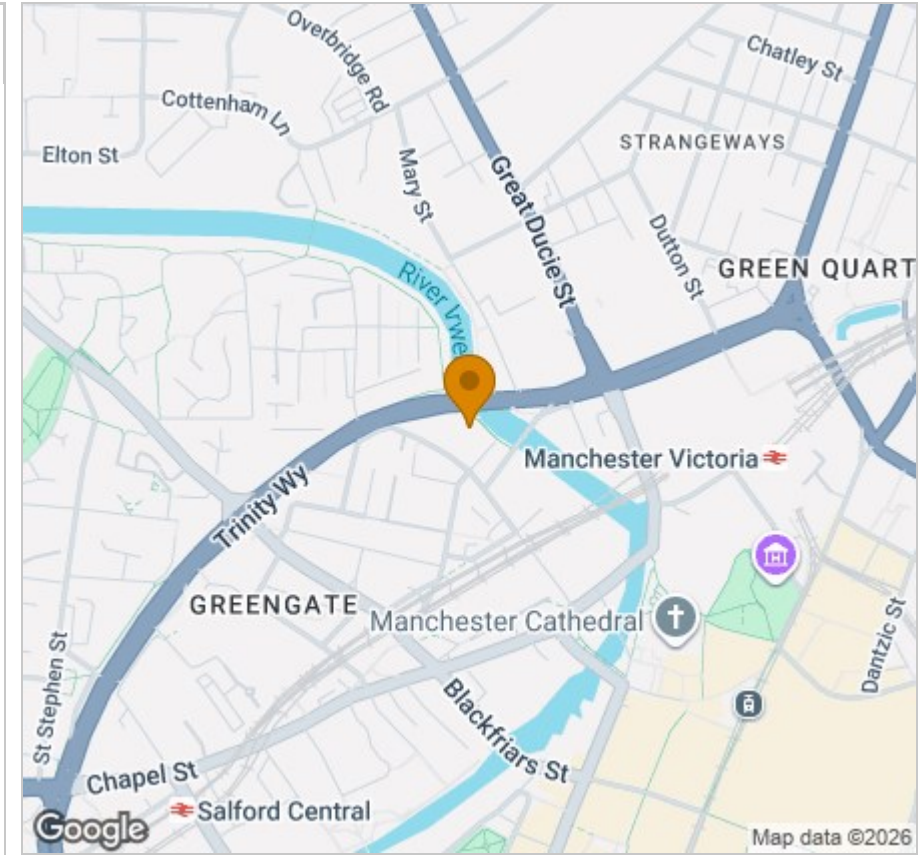 Overbridge Rd
Chatley St
Cottenham Ln
STRANGEWAYS
Elton St
Mary St
Great Ducie St
Dutton St
GREEN QUART
River Irwe
Manchester Victoria
Trinity Wy
H
GREENGATE
Manchester Cathedral
Dantzic St
St Stephen St
Blackfriars St
Chapel St
Salford Central
Google
Map data ©2026